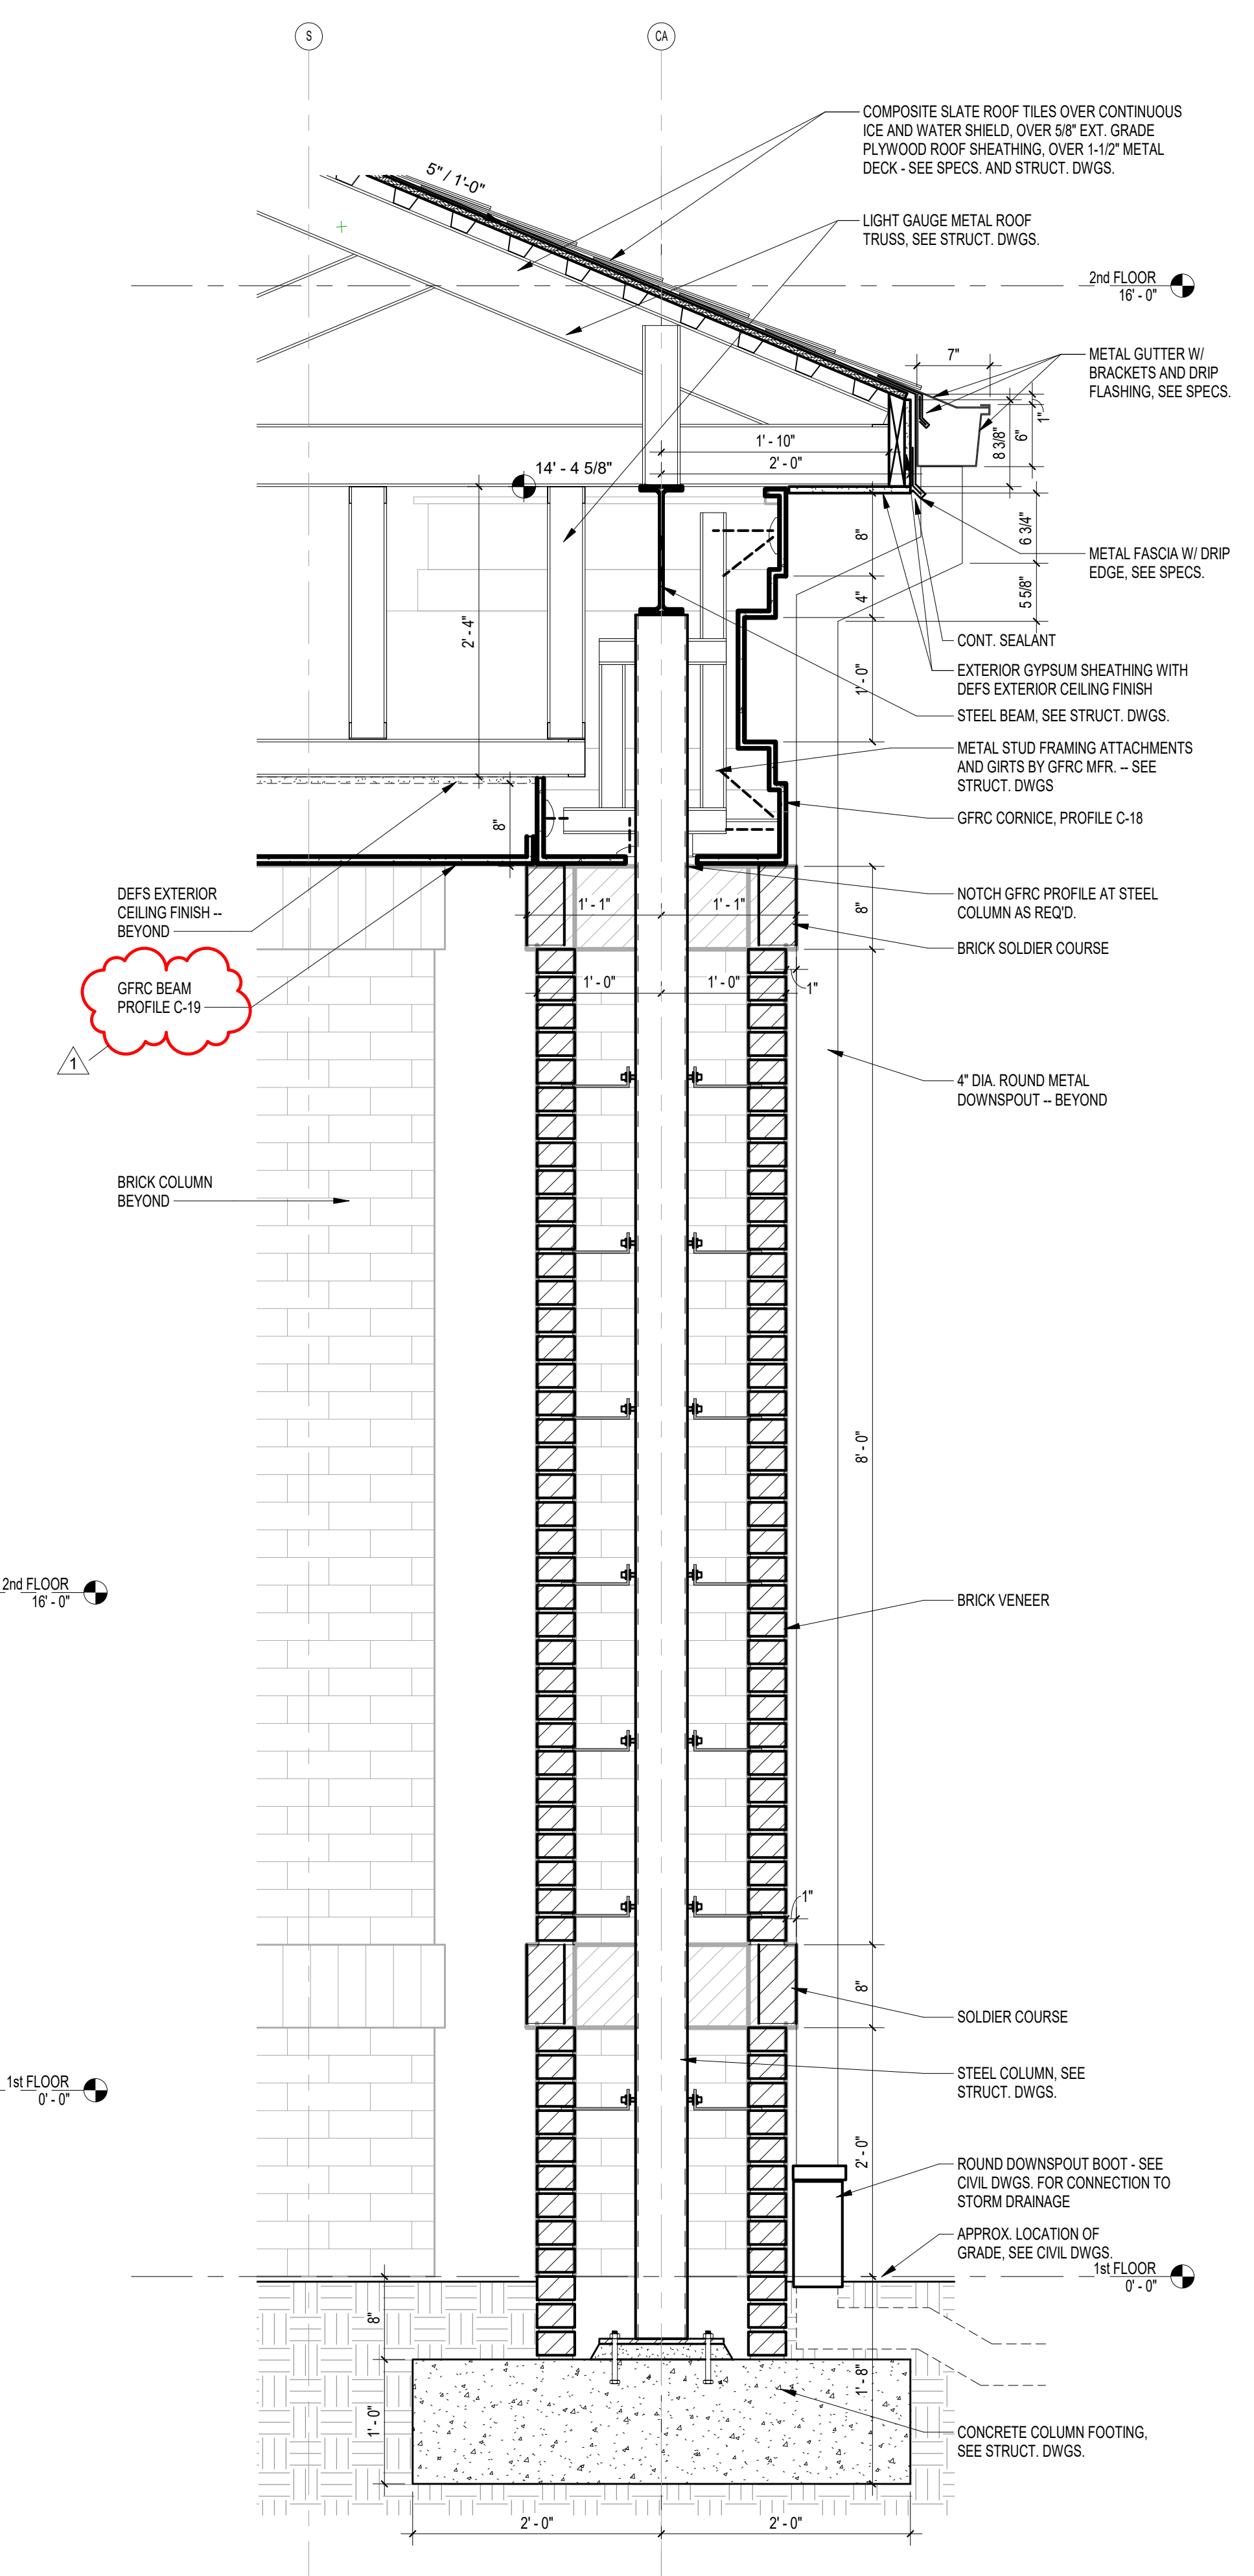 S
CA
COMPOSITE SLATE ROOF TILES OVER CONTINUOUS
ICE AND WATER SHIELD, OVER 5/8" EXT. GRADE
PLYWOOD ROOF SHEATHING, OVER 1-1/2" METAL
DECK - SEE SPECS. AND STRUCT. DWGS.
5" / 1'-0"
LIGHT GAUGE METAL ROOF
TRUSS, SEE STRUCT. DWGS.
2nd FLOOR
16' - 0"
7"
METAL GUTTER W/
BRACKETS AND DRIP
FLASHING, SEE SPECS.
1"
6"
8 3/8"
1' - 10"
2' - 0"
14' - 4 5/8"
6 3/4"
5 5/8"
METAL FASCIA W/ DRIP
EDGE, SEE SPECS.
8"
4"
1' - 0"
2' - 4"
CONT. SEALANT
EXTERIOR GYPSUM SHEATHING WITH
DEFS EXTERIOR CEILING FINISH
STEEL BEAM, SEE STRUCT. DWGS.
METAL STUD FRAMING ATTACHMENTS
AND GIRTS BY GFRC MFR. -- SEE
STRUCT. DWGS
GFRC CORNICE, PROFILE C-18
8"
DEFS EXTERIOR
CEILING FINISH --
BEYOND
NOTCH GFRC PROFILE AT STEEL
COLUMN AS REQ'D.
1' - 1"
1' - 1"
8"
BRICK SOLDIER COURSE
GFRC BEAM
PROFILE C-19
1' - 0"
1' - 0"
1"
1
4" DIA. ROUND METAL
DOWNSPOUT -- BEYOND
BRICK COLUMN
BEYOND
8' - 0"
2nd FLOOR
16' - 0"
BRICK VENEER
1"
8"
SOLDIER COURSE
STEEL COLUMN, SEE
STRUCT. DWGS.
1st FLOOR
0' - 0"
2' - 0"
ROUND DOWNSPOUT BOOT - SEE
CIVIL DWGS. FOR CONNECTION TO
STORM DRAINAGE
APPROX. LOCATION OF
GRADE, SEE CIVIL DWGS.
1st FLOOR
0' - 0"
8"
1' - 8"
1' - 0"
CONCRETE COLUMN FOOTING,
SEE STRUCT. DWGS.
2' - 0"
2' - 0"